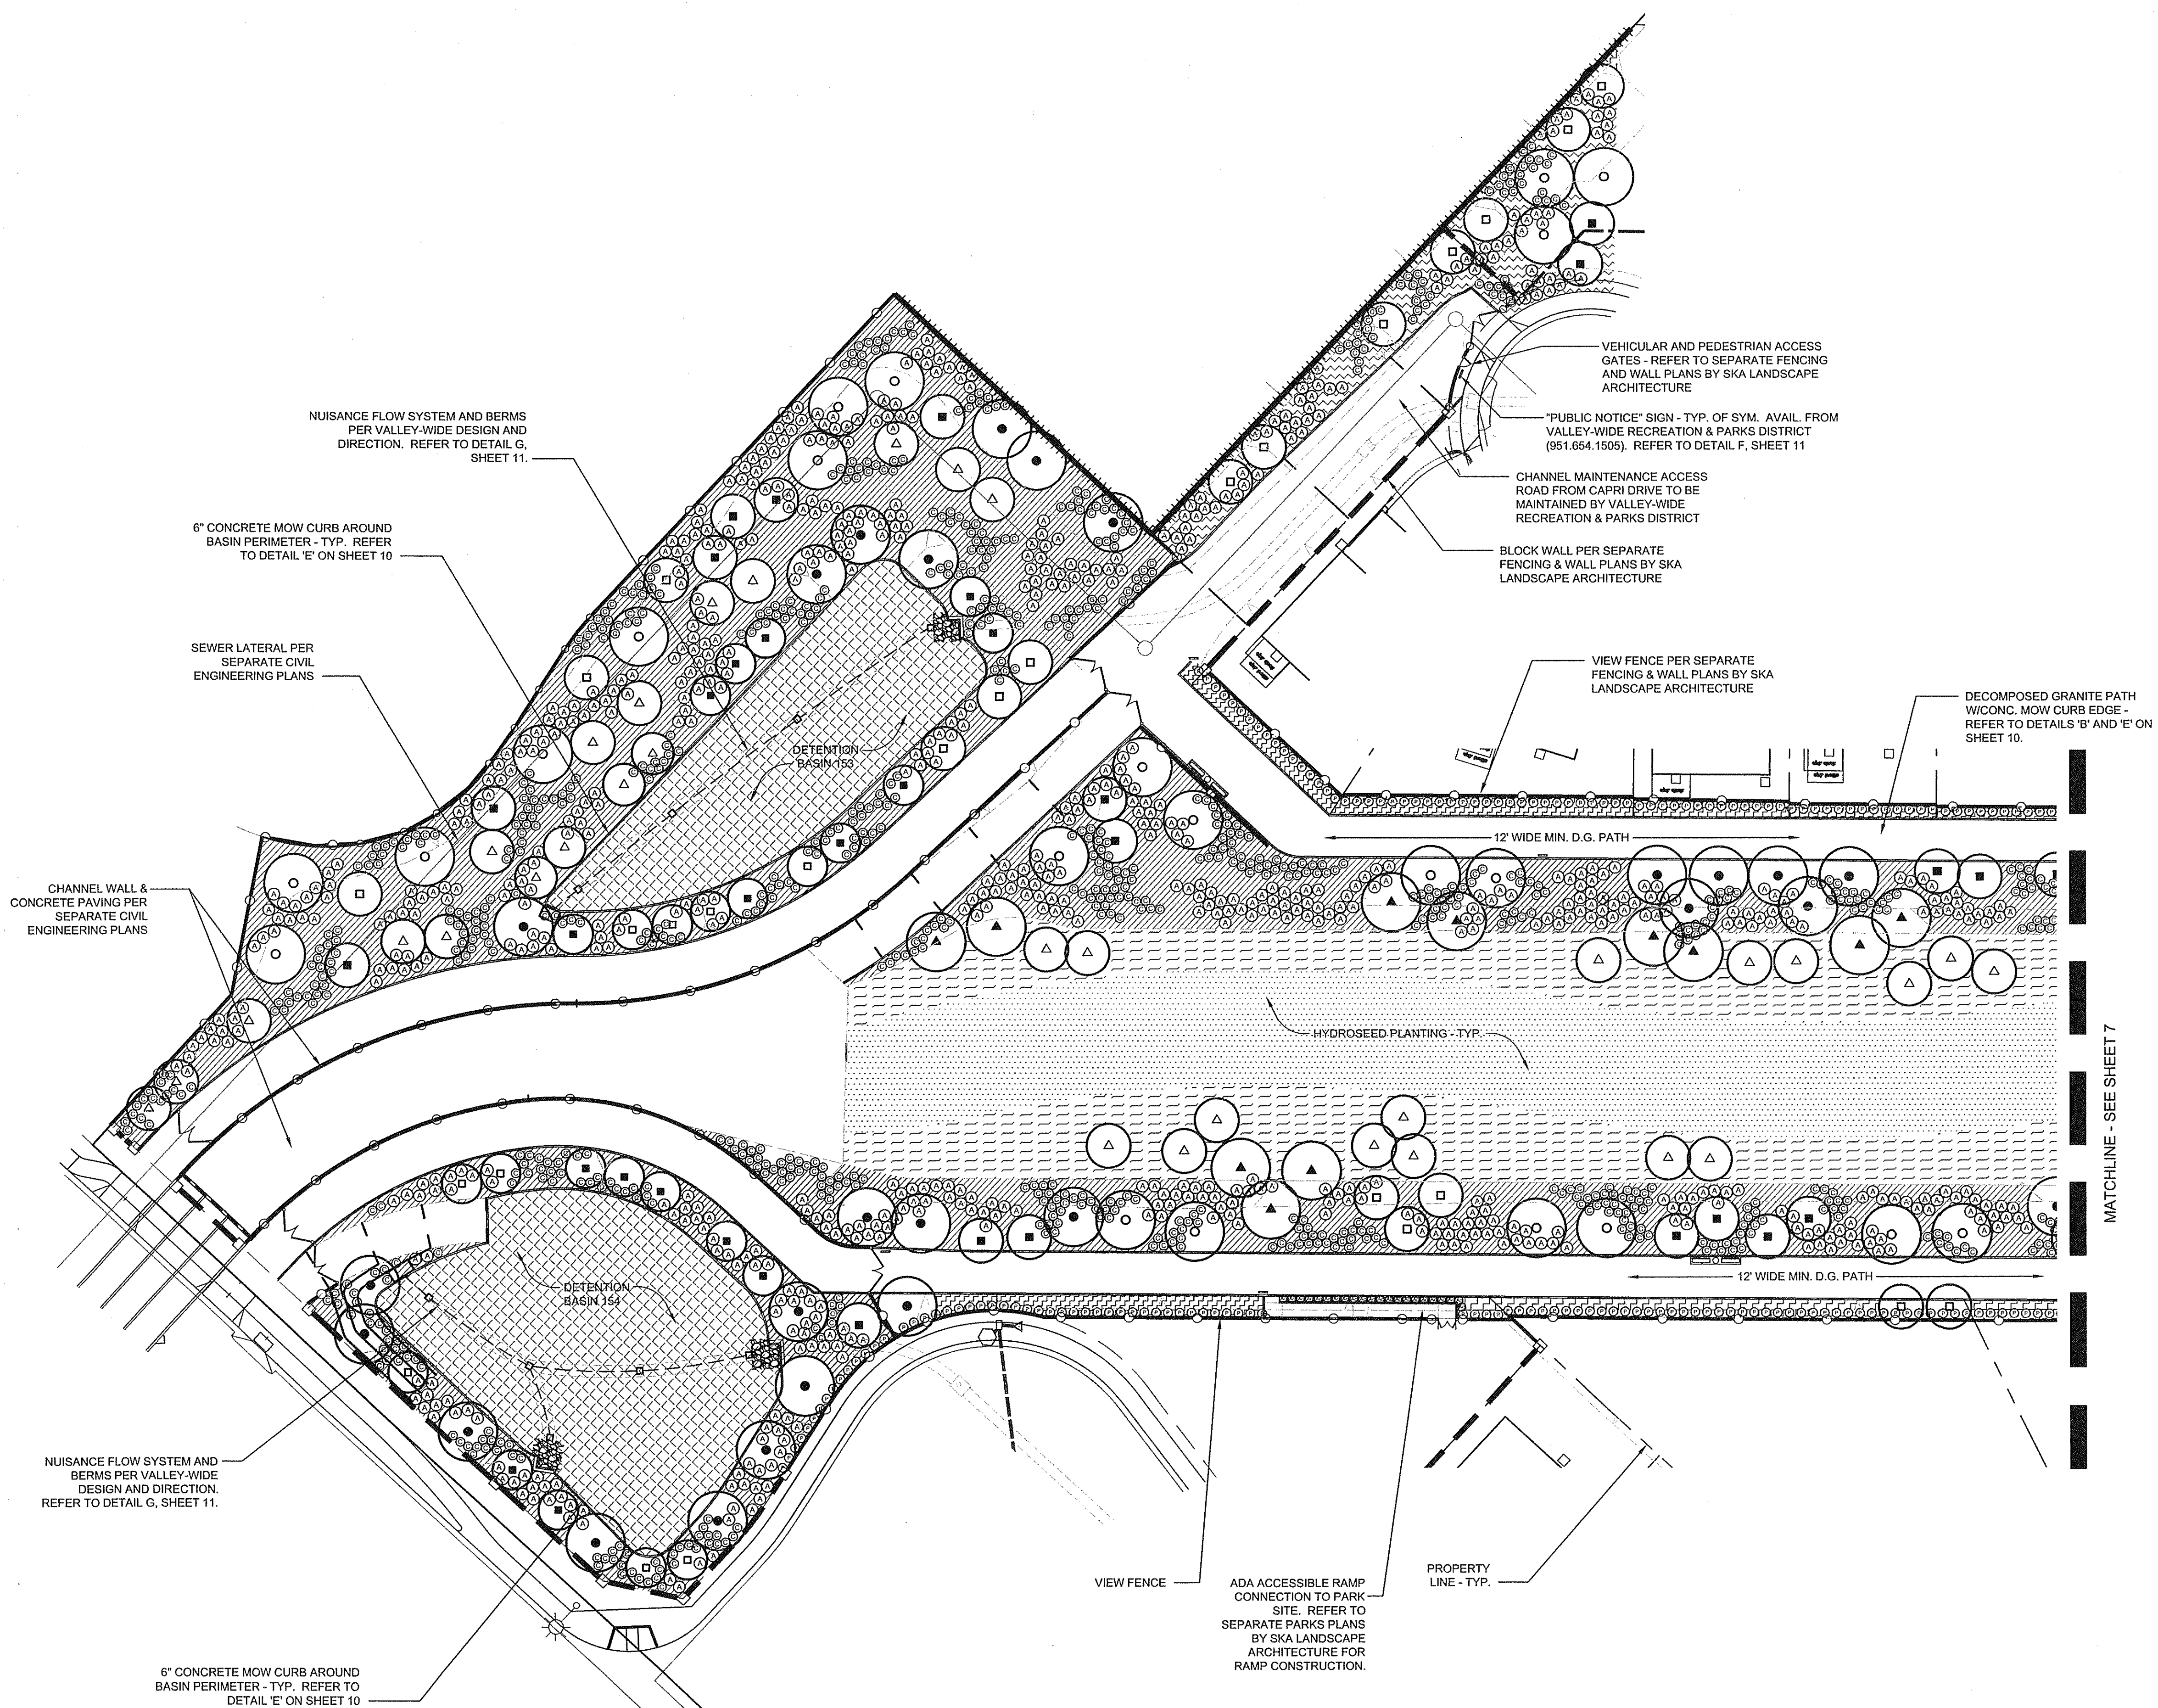 VEHICULAR AND PEDESTRIAN ACCESS
GATES - REFER TO SEPARATE FENCING
AND WALL PLANS BY SKA LANDSCAPE
ARCHITECTURE
"PUBLIC NOTICE" SIGN - TYP. OF SYM. AVAIL. FROM
VALLEY-WIDE RECREATION & PARKS DISTRICT
(951.654.1505). REFER TO DETAIL F, SHEET 11
CHANNEL MAINTENANCE ACCESS
ROAD FROM CAPRI DRIVE TO BE
MAINTAINED BY VALLEY-WIDE
RECREATION & PARKS DISTRICT
BLOCK WALL PER SEPARATE
FENCING & WALL PLANS BY SKA
LANDSCAPE ARCHITECTURE
NUISANCE FLOW SYSTEM AND BERMS
PER VALLEY-WIDE DESIGN AND
DIRECTION. REFER TO DETAIL G,
SHEET 11.
6" CONCRETE MOW CURB AROUND
BASIN PERIMETER - TYP. REFER
TO DETAIL 'E' ON SHEET 10
SEWER LATERAL PER
SEPARATE CIVIL
ENGINEERING PLANS
VIEW FENCE PER SEPARATE
FENCING & WALL PLANS BY SKA
LANDSCAPE ARCHITECTURE
DECOMPOSED GRANITE PATH
W/CONC. MOW CURB EDGE -
REFER TO DETAILS 'B' AND 'E' ON
SHEET 10.
DETENTION
BASIN 153
12' WIDE MIN. D.G. PATH
CHANNEL WALL &
CONCRETE PAVING PER
SEPARATE CIVIL
ENGINEERING PLANS
HYDROSEED PLANTING - TYP.
MATCHLINE - SEE SHEET 7
DETENTION
BASIN 154
12' WIDE MIN. D.G. PATH
NUISANCE FLOW SYSTEM AND
BERMS PER VALLEY-WIDE
DESIGN AND DIRECTION.
REFER TO DETAIL G, SHEET 11.
VIEW FENCE
ADA ACCESSIBLE RAMP
CONNECTION TO PARK
SITE. REFER TO
SEPARATE PARKS PLANS
BY SKA LANDSCAPE
ARCHITECTURE FOR
RAMP CONSTRUCTION.
PROPERTY
LINE - TYP.
6" CONCRETE MOW CURB AROUND
BASIN PERIMETER - TYP. REFER TO
DETAIL 'E' ON SHEET 10